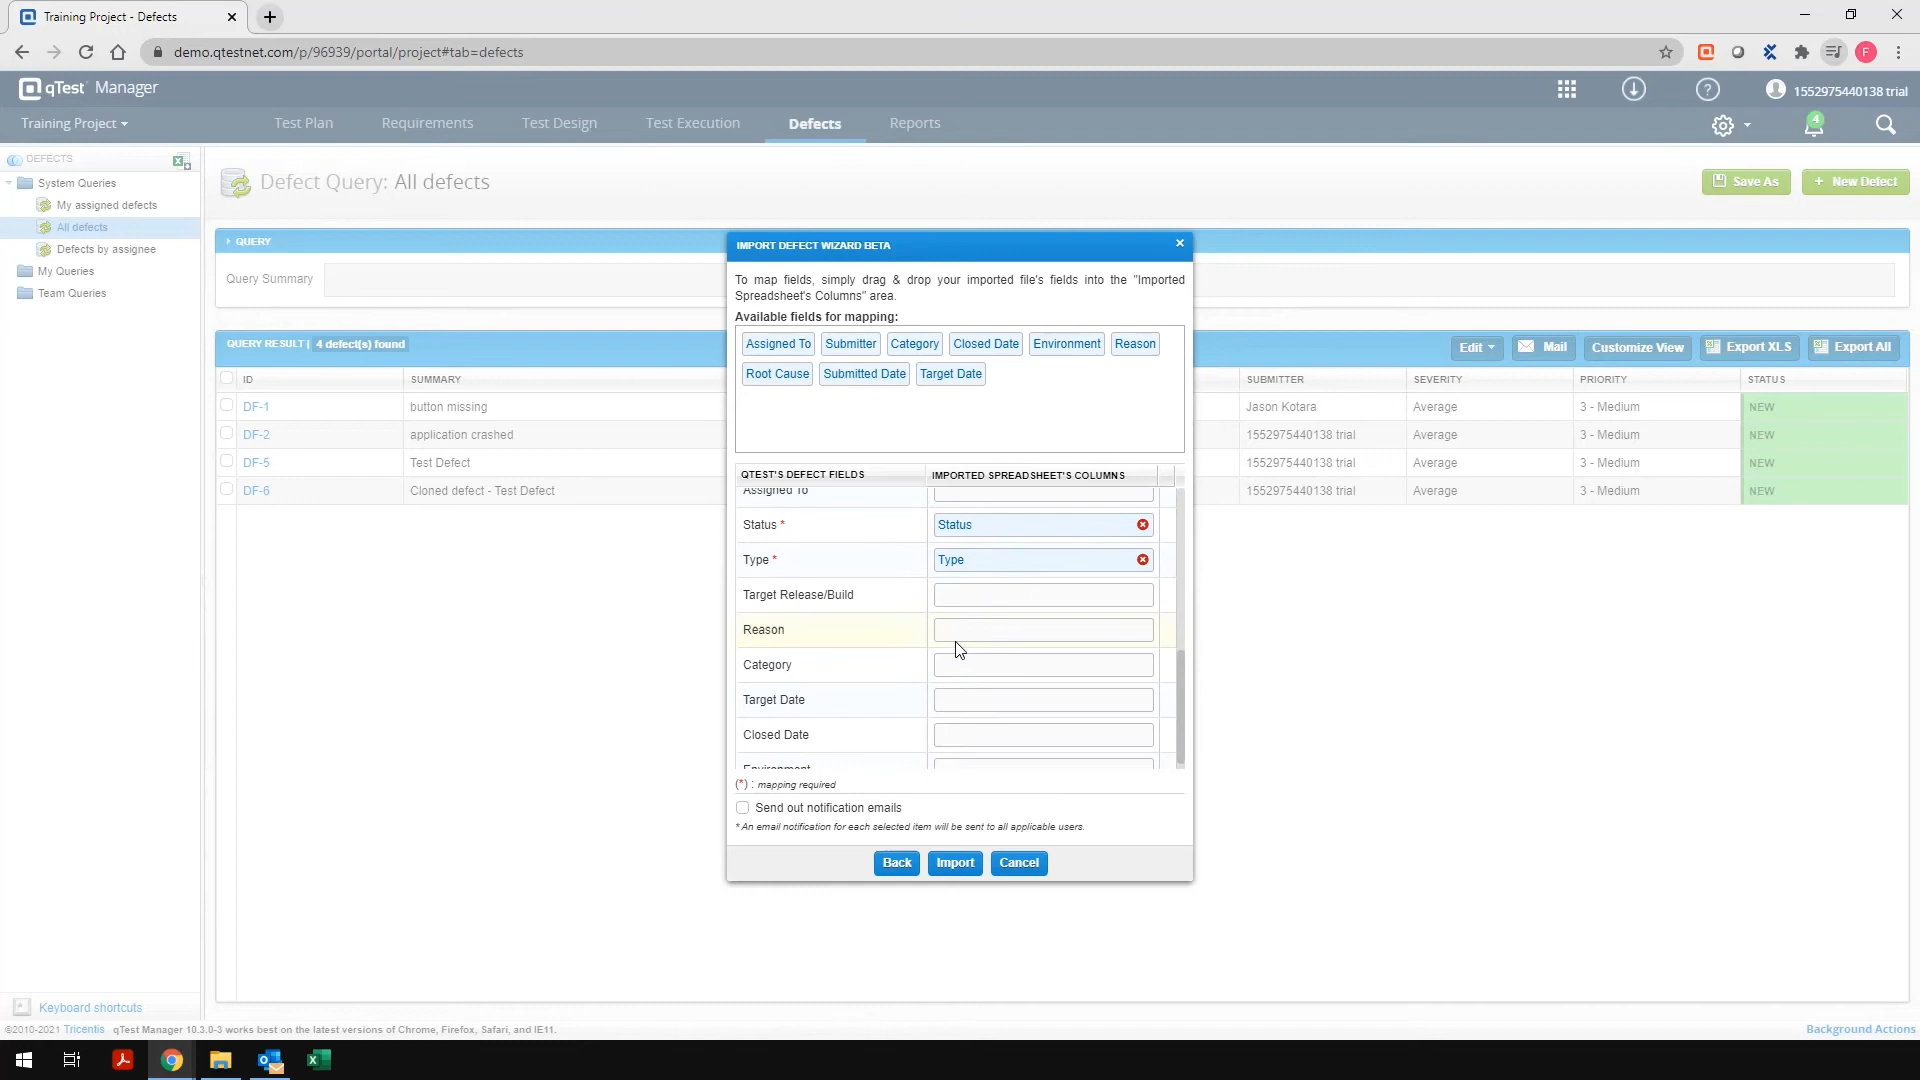 Training Project - Defects
demo.qtestnet.com/p/96939/portal/project#tab=defects
F
qTest Manager
1552975440138 trial
Training Project
Test Plan
Requirements
Test Design
Test Execution
Defects
Reports
4
DEFECTS
System Queries
My assigned defects
All defects
Defects by assignee
My Queries
Team Queries
Defect Query: All defects
Save As
+ New Defect
QUERY
Query Summary
QUERY RESULT | 4 defect(s) found
Edit
Mail
Customize View
Export XLS
Export All
ID SUMMARY SUBMITTER SEVERITY PRIORITY STATUS
DF-1 button missing Jason Kotara Average 3 - Medium NEW
DF-2 application crashed 1552975440138 trial Average 3 - Medium NEW
DF-5 Test Defect 1552975440138 trial Average 3 - Medium NEW
DF-6 Cloned defect - Test Defect 1552975440138 trial Average 3 - Medium NEW
IMPORT DEFECT WIZARD BETA
To map fields, simply drag & drop your imported file's fields into the "Imported
Spreadsheet's Columns" area.
Available fields for mapping:
Assigned To Submitter Category Closed Date Environment Reason
Root Cause Submitted Date Target Date
QTEST'S DEFECT FIELDS IMPORTED SPREADSHEET'S COLUMNS
Assigned To
Status * Status
Type * Type
Target Release/Build
Reason
Category
Target Date
Closed Date
Environment
(*) : mapping required
Send out notification emails
* An email notification for each selected item will be sent to all applicable users.
Back Import Cancel
Keyboard shortcuts
©2010-2021 Tricentis qTest Manager 10.3.0-3 works best on the latest versions of Chrome, Firefox, Safari, and IE11.
Background Actions